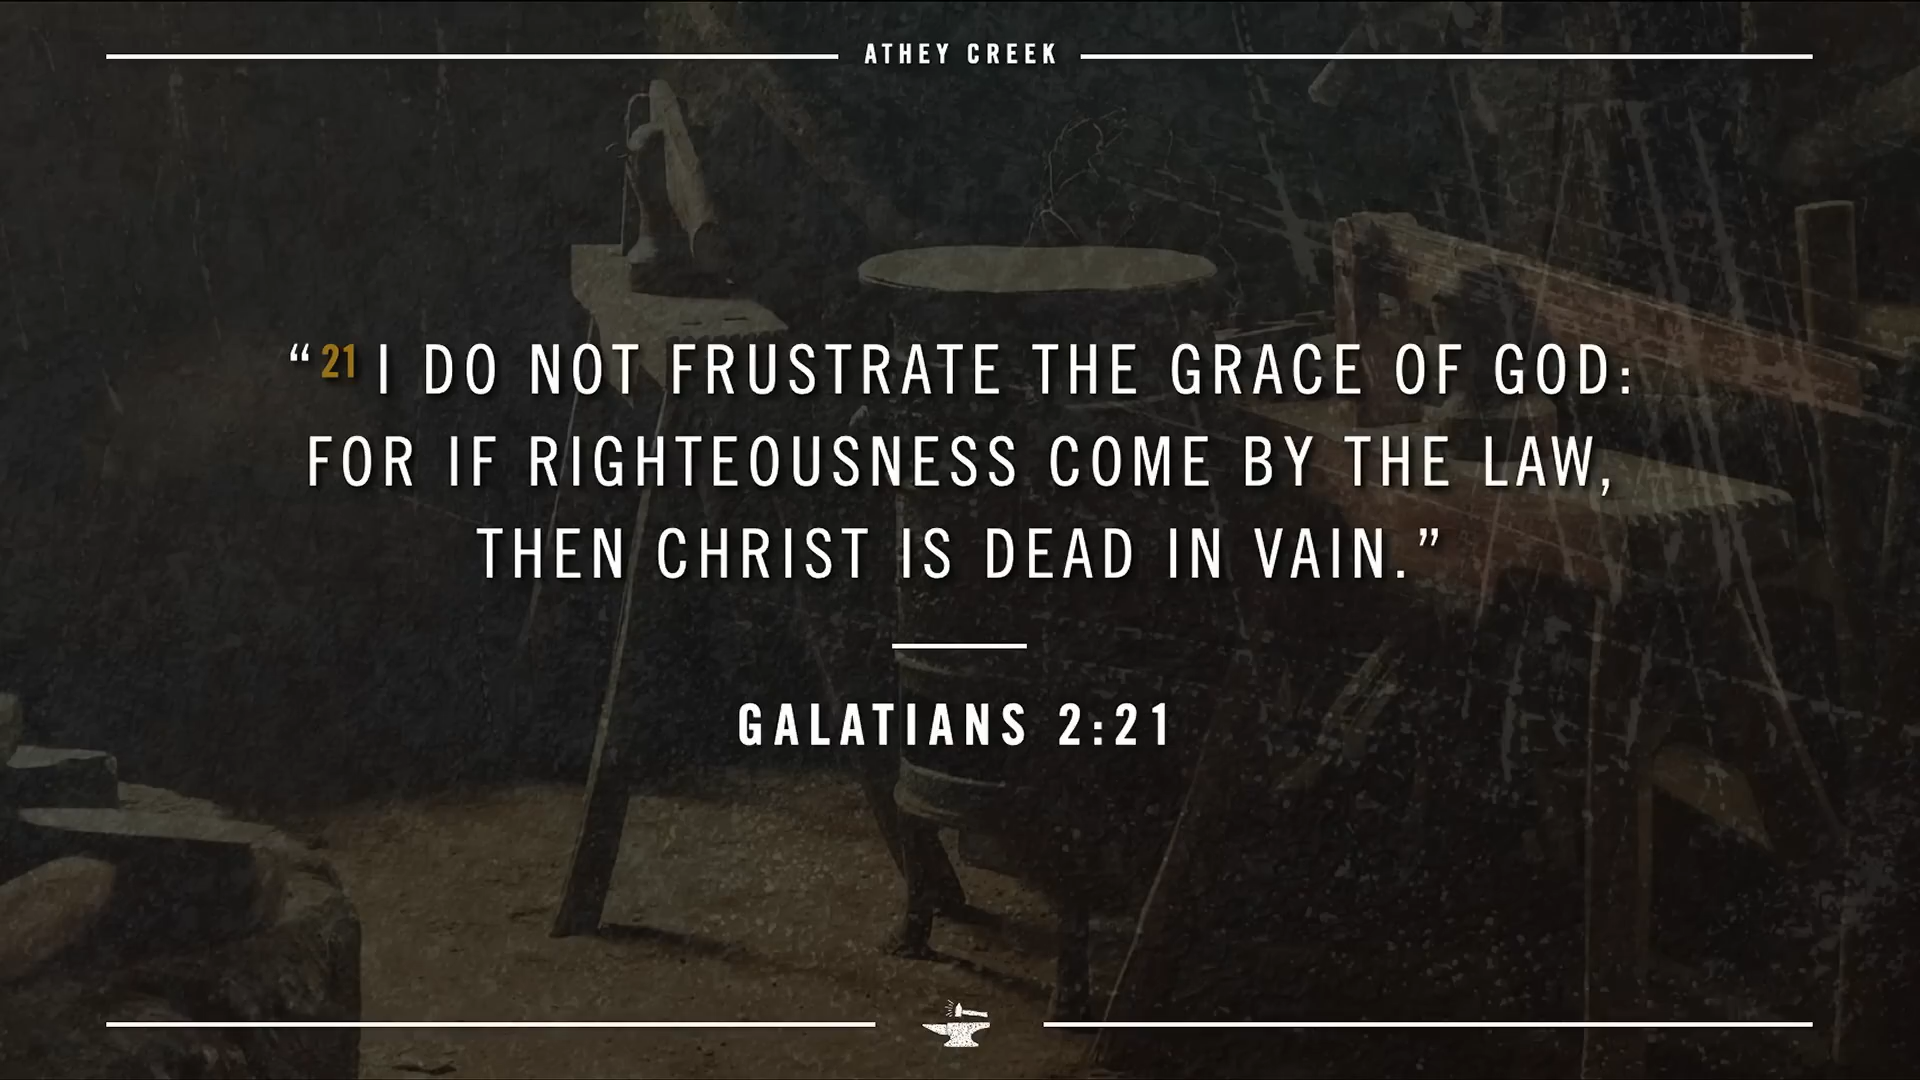 ATHEY CREEK
“21 I DO NOT FRUSTRATE THE GRACE OF GOD:
FOR IF RIGHTEOUSNESS COME BY THE LAW,
THEN CHRIST IS DEAD IN VAIN.”
GALATIANS 2:21